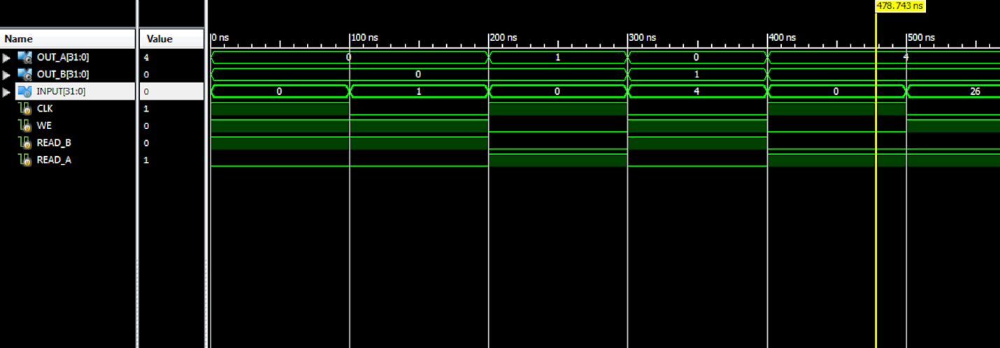 478.743 ns
Name Value
0 ns 100 ns 200 ns 300 ns 400 ns 500 ns
OUT_A[31:0] 4 0 1 0 4
OUT_B[31:0] 0 0 1
INPUT[31:0] 0 0 1 0 4 0 26
CLK 1
WE 0
READ_B 0
READ_A 1